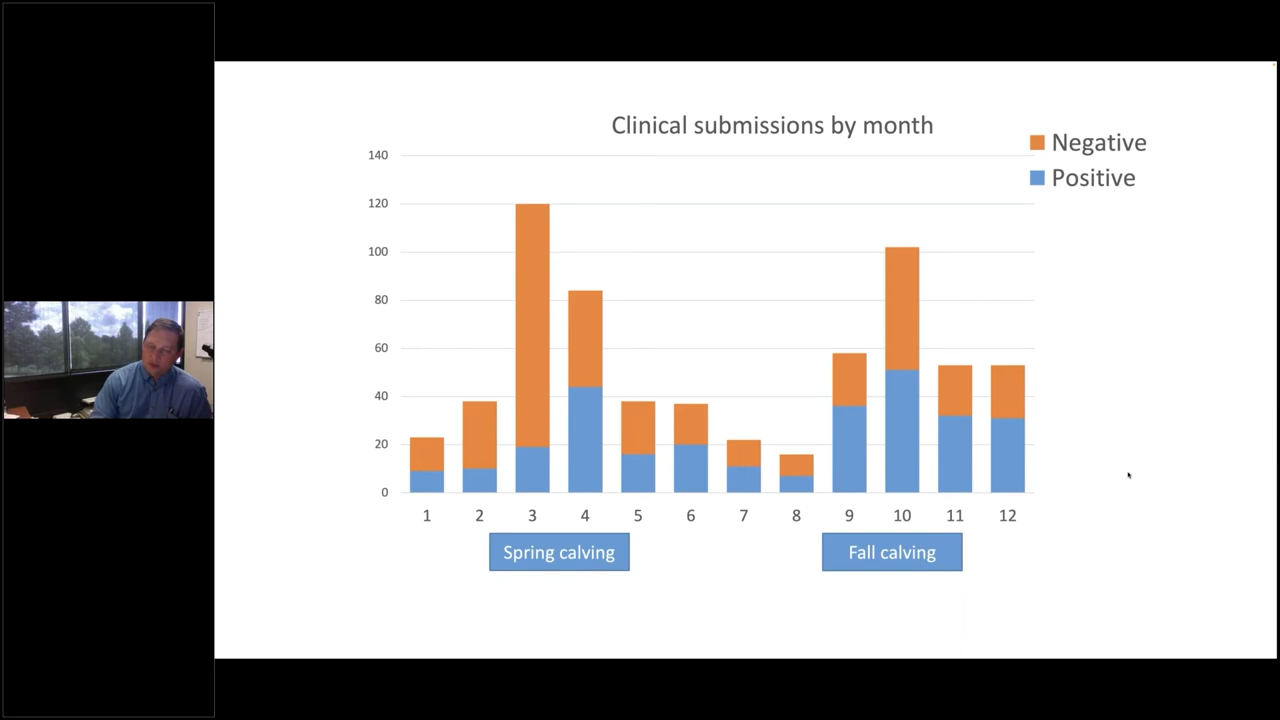 Clinical submissions by month
Negative
Positive
140
120
100
80
60
40
20
0
1 2 3 4 5 6 7 8 9 10 11 12
Spring calving Fall calving